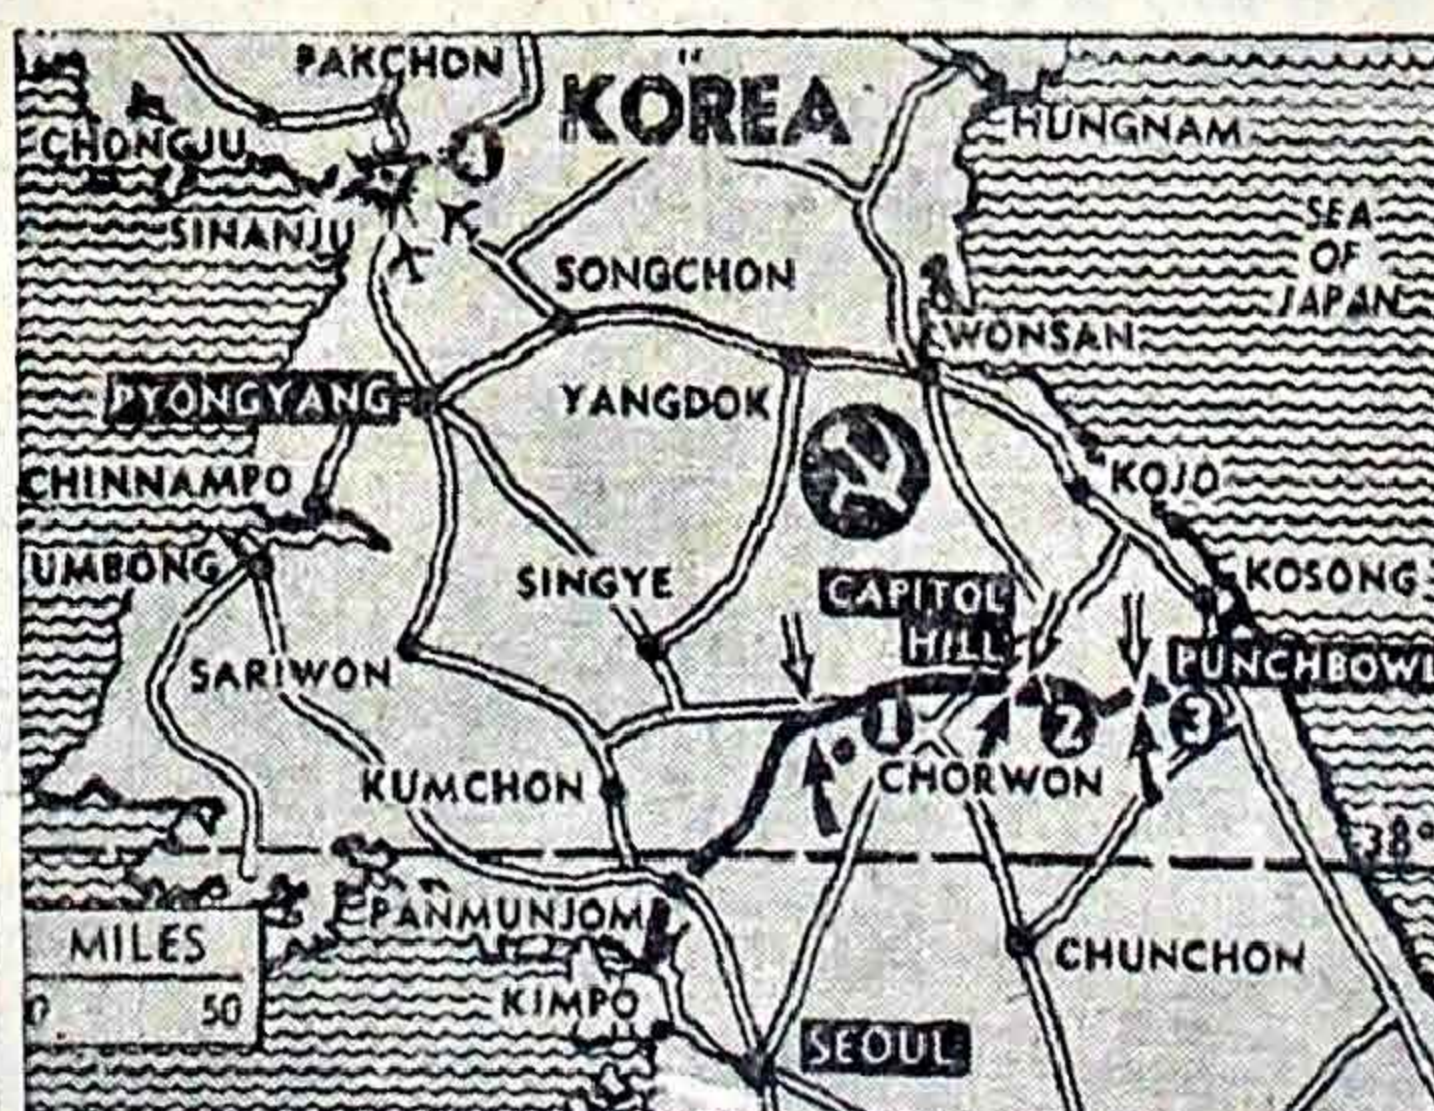 PAKCHON
KOREA
HUNGNAM
CHONGJU
SEA
OF
JAPAN
SINANJU
SONGCHON
WONSAN
PYONGYANG
YANGDOK
CHINNAMPO
KOJO
UMBONG
SINGYE
CAPITOL
HILL
KOSONG
SARIWON
PUNCHBOWL
1
2
3
KUMCHON
CHORWON
38°
PANMUNJOM
MILES
0 50
CHUNCHON
KIMPO
SEOUL